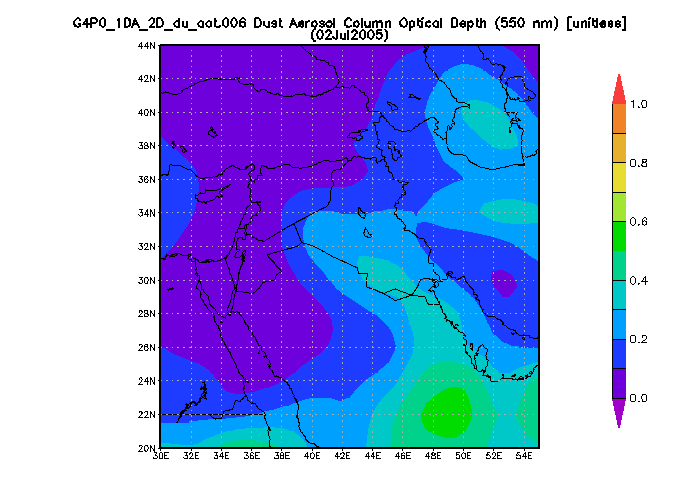 G4P0_1DA_2D_du_aot.006 Dust Aerosol Column Optical Depth (550 nm) [unitless]
(02Jul2005)
44N
42N
40N
38N
36N
34N
32N
30N
28N
26N
24N
22N
20N
30E 32E 34E 36E 38E 40E 42E 44E 46E 48E 50E 52E 54E
1.0
0.8
0.6
0.4
0.2
0.0